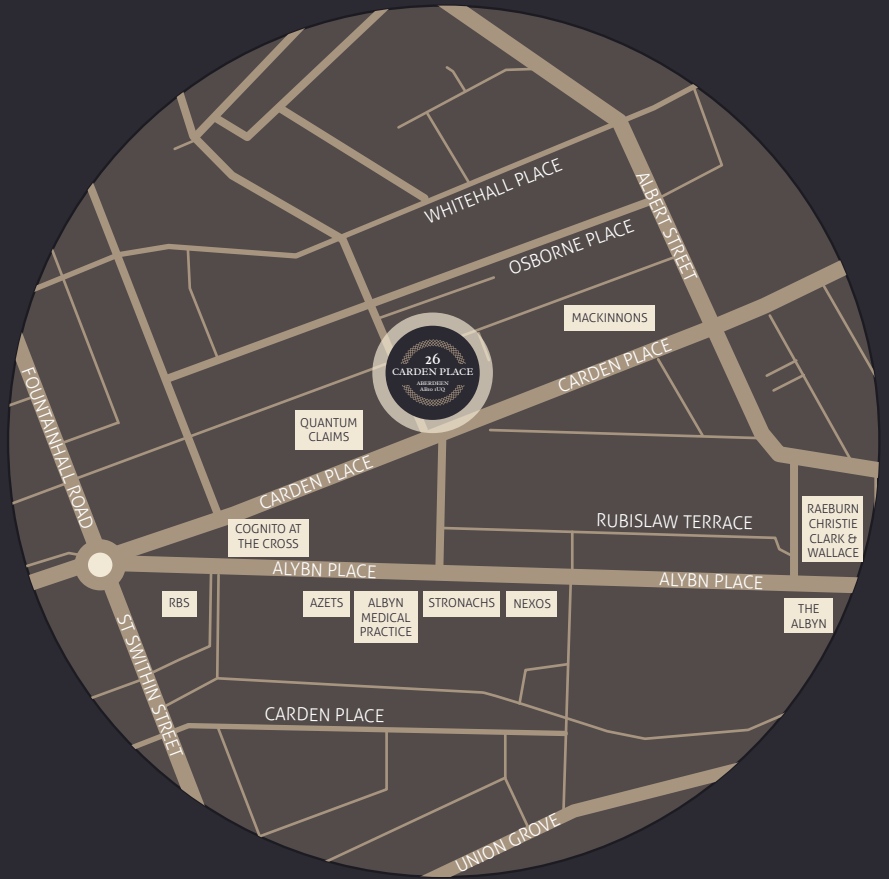 WHITEHALL PLACE
ALBERT STREET
OSBORNE PLACE
MACKINNONS
26
CARDEN PLACE
ABERDEEN
AB10 1UQ
CARDEN PLACE
FOUNTAINHALL ROAD
QUANTUM
CLAIMS
CARDEN PLACE
COGNITO AT
THE CROSS
RUBISLAW TERRACE
RAEBURN
CHRISTIE
CLARK &
WALLACE
ALYBN PLACE
ALYBN PLACE
RBS
AZETS
ALBYN
MEDICAL
PRACTICE
STRONACHS
NEXOS
THE
ALBYN
ST SWITHIN STREET
CARDEN PLACE
UNION GROVE